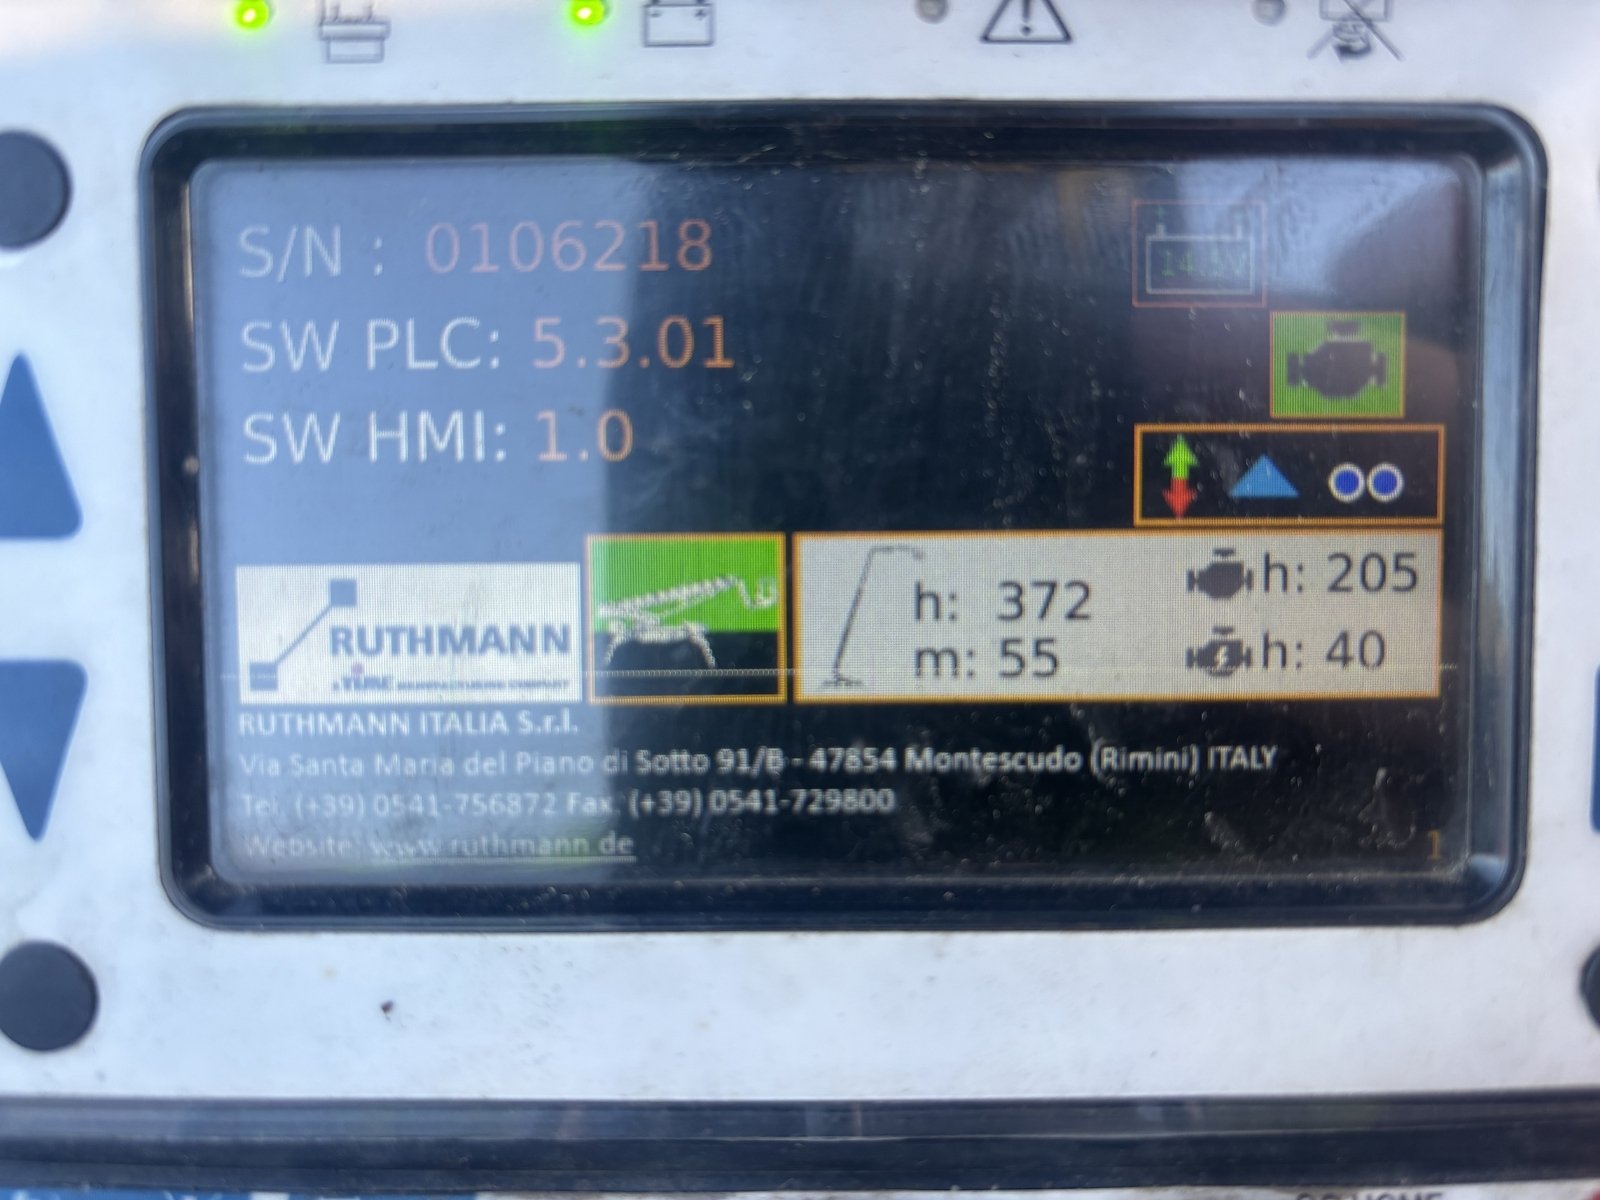 S/N : 0106218
SW PLC: 5.3.01
SW HMI: 1.0
RUTHMANN
h: 372
m: 55
h: 205
h: 40
RUTHMANN ITALIA S.r.l.
Via Santa Maria del Piano di Sotto 91/B - 47854 Montescudo (Rimini) ITALY
Tel. (+39) 0541-756872 Fax. (+39) 0541-729800
Website: www.ruthmann.de
1